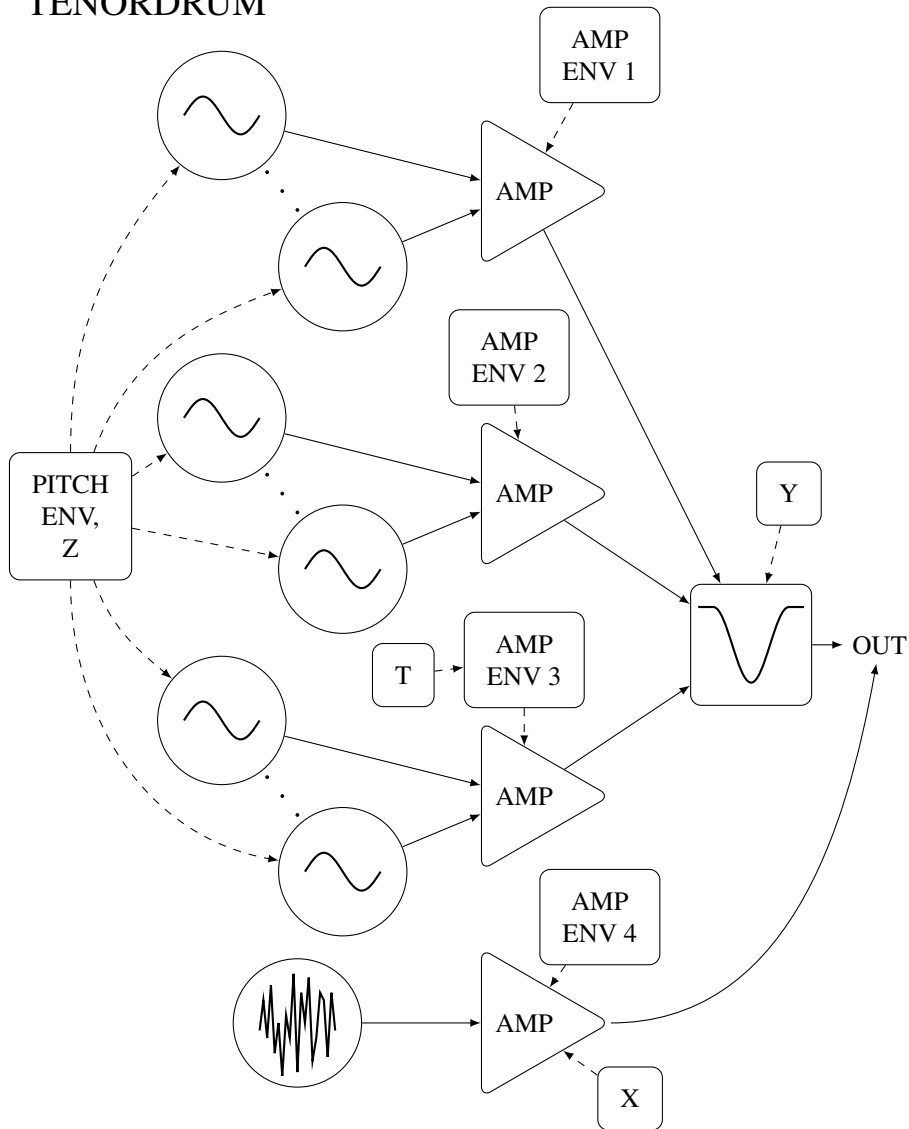 TENORDRUM
AMP
ENV 1
AMP
AMP
ENV 2
AMP
PITCH
ENV,
Z
Y
T
AMP
ENV 3
OUT
AMP
AMP
ENV 4
AMP
X